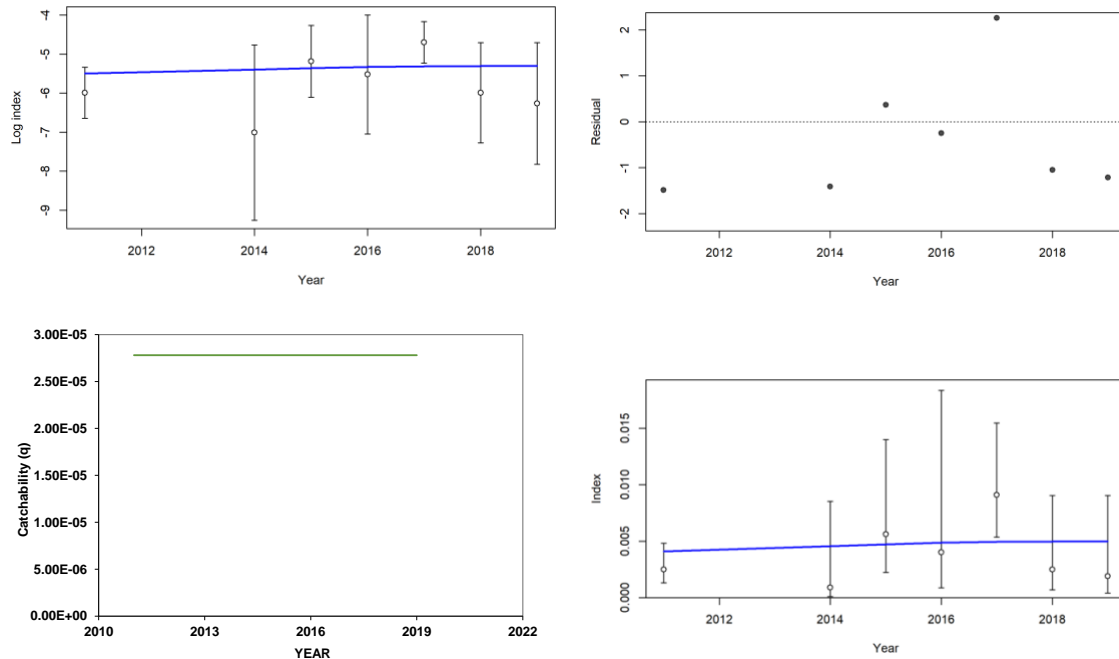 -4
-5
-6
-7
-8
-9
Log index
2012
2014
2016
2018
Year
2
1
0
-1
-2
Residual
2012
2014
2016
2018
Year
3.00E-05
2.50E-05
2.00E-05
1.50E-05
1.00E-05
5.00E-06
0.00E+00
Catchability (q)
2010
2013
2016
2019
2022
YEAR
0.015
0.010
0.005
0.000
Index
2012
2014
2016
2018
Year